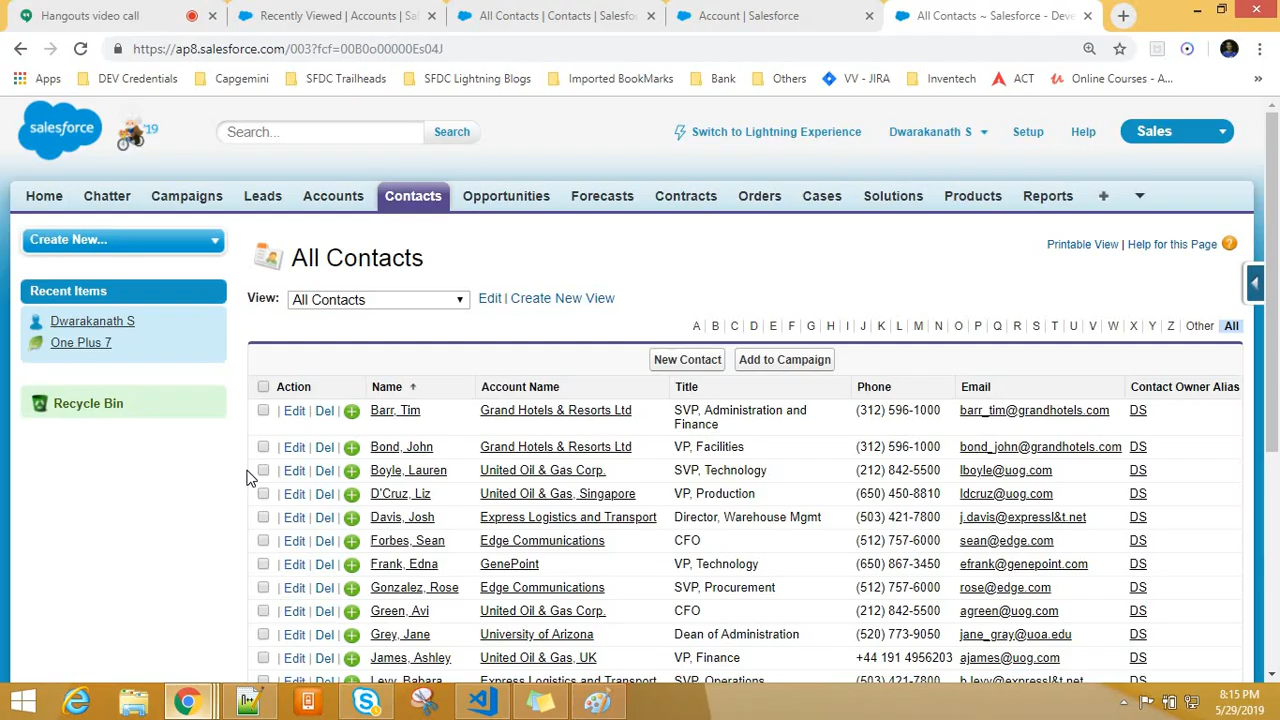 Hangouts video call
Recently Viewed | Accounts | Sa
All Contacts | Contacts | Salesfor
Account | Salesforce
All Contacts ~ Salesforce - Deve
https://ap8.salesforce.com/003?fcf=00B0o00000Es04J
Apps
DEV Credentials
Capgemini
SFDC Trailheads
SFDC Lightning Blogs
Imported BookMarks
Bank
Others
VV - JIRA
Inventech
ACT
Online Courses - A...
salesforce
'19
Search...
Search
Switch to Lightning Experience
Dwarakanath S
Setup
Help
Sales
Home Chatter Campaigns Leads Accounts Contacts Opportunities Forecasts Contracts Orders Cases Solutions Products Reports +
Create New...
Recent Items
Dwarakanath S
One Plus 7
Recycle Bin
All Contacts
Printable View | Help for this Page ?
View: All Contacts Edit | Create New View
A B C D E F G H I J K L M N O P Q R S T U V W X Y Z Other All
New Contact Add to Campaign
Action Name Account Name Title Phone Email Contact Owner Alias
| Edit | Del | Barr, Tim Grand Hotels & Resorts Ltd SVP, Administration and (312) 596-1000 barr_tim@grandhotels.com DS
Finance
| Edit | Del | Bond, John Grand Hotels & Resorts Ltd VP, Facilities (312) 596-1000 bond_john@grandhotels.com DS
| Edit | Del | Boyle, Lauren United Oil & Gas Corp. SVP, Technology (212) 842-5500 lboyle@uog.com DS
| Edit | Del | D'Cruz, Liz United Oil & Gas, Singapore VP, Production (650) 450-8810 ldcruz@uog.com DS
| Edit | Del | Davis, Josh Express Logistics and Transport Director, Warehouse Mgmt (503) 421-7800 j.davis@expressl&t.net DS
| Edit | Del | Forbes, Sean Edge Communications CFO (512) 757-6000 sean@edge.com DS
| Edit | Del | Frank, Edna GenePoint VP, Technology (650) 867-3450 efrank@genepoint.com DS
| Edit | Del | Gonzalez, Rose Edge Communications SVP, Procurement (512) 757-6000 rose@edge.com DS
| Edit | Del | Green, Avi United Oil & Gas Corp. CFO (212) 842-5500 agreen@uog.com DS
| Edit | Del | Grey, Jane University of Arizona Dean of Administration (520) 773-9050 jane_gray@uoa.edu DS
| Edit | Del | James, Ashley United Oil & Gas, UK VP, Finance +44 191 4956203 ajames@uog.com DS
| Edit | Del | Levy, Babara SVP, Operations (503) 421-7800 b.levy@expressl&t.net DS
8:15 PM
5/29/2019